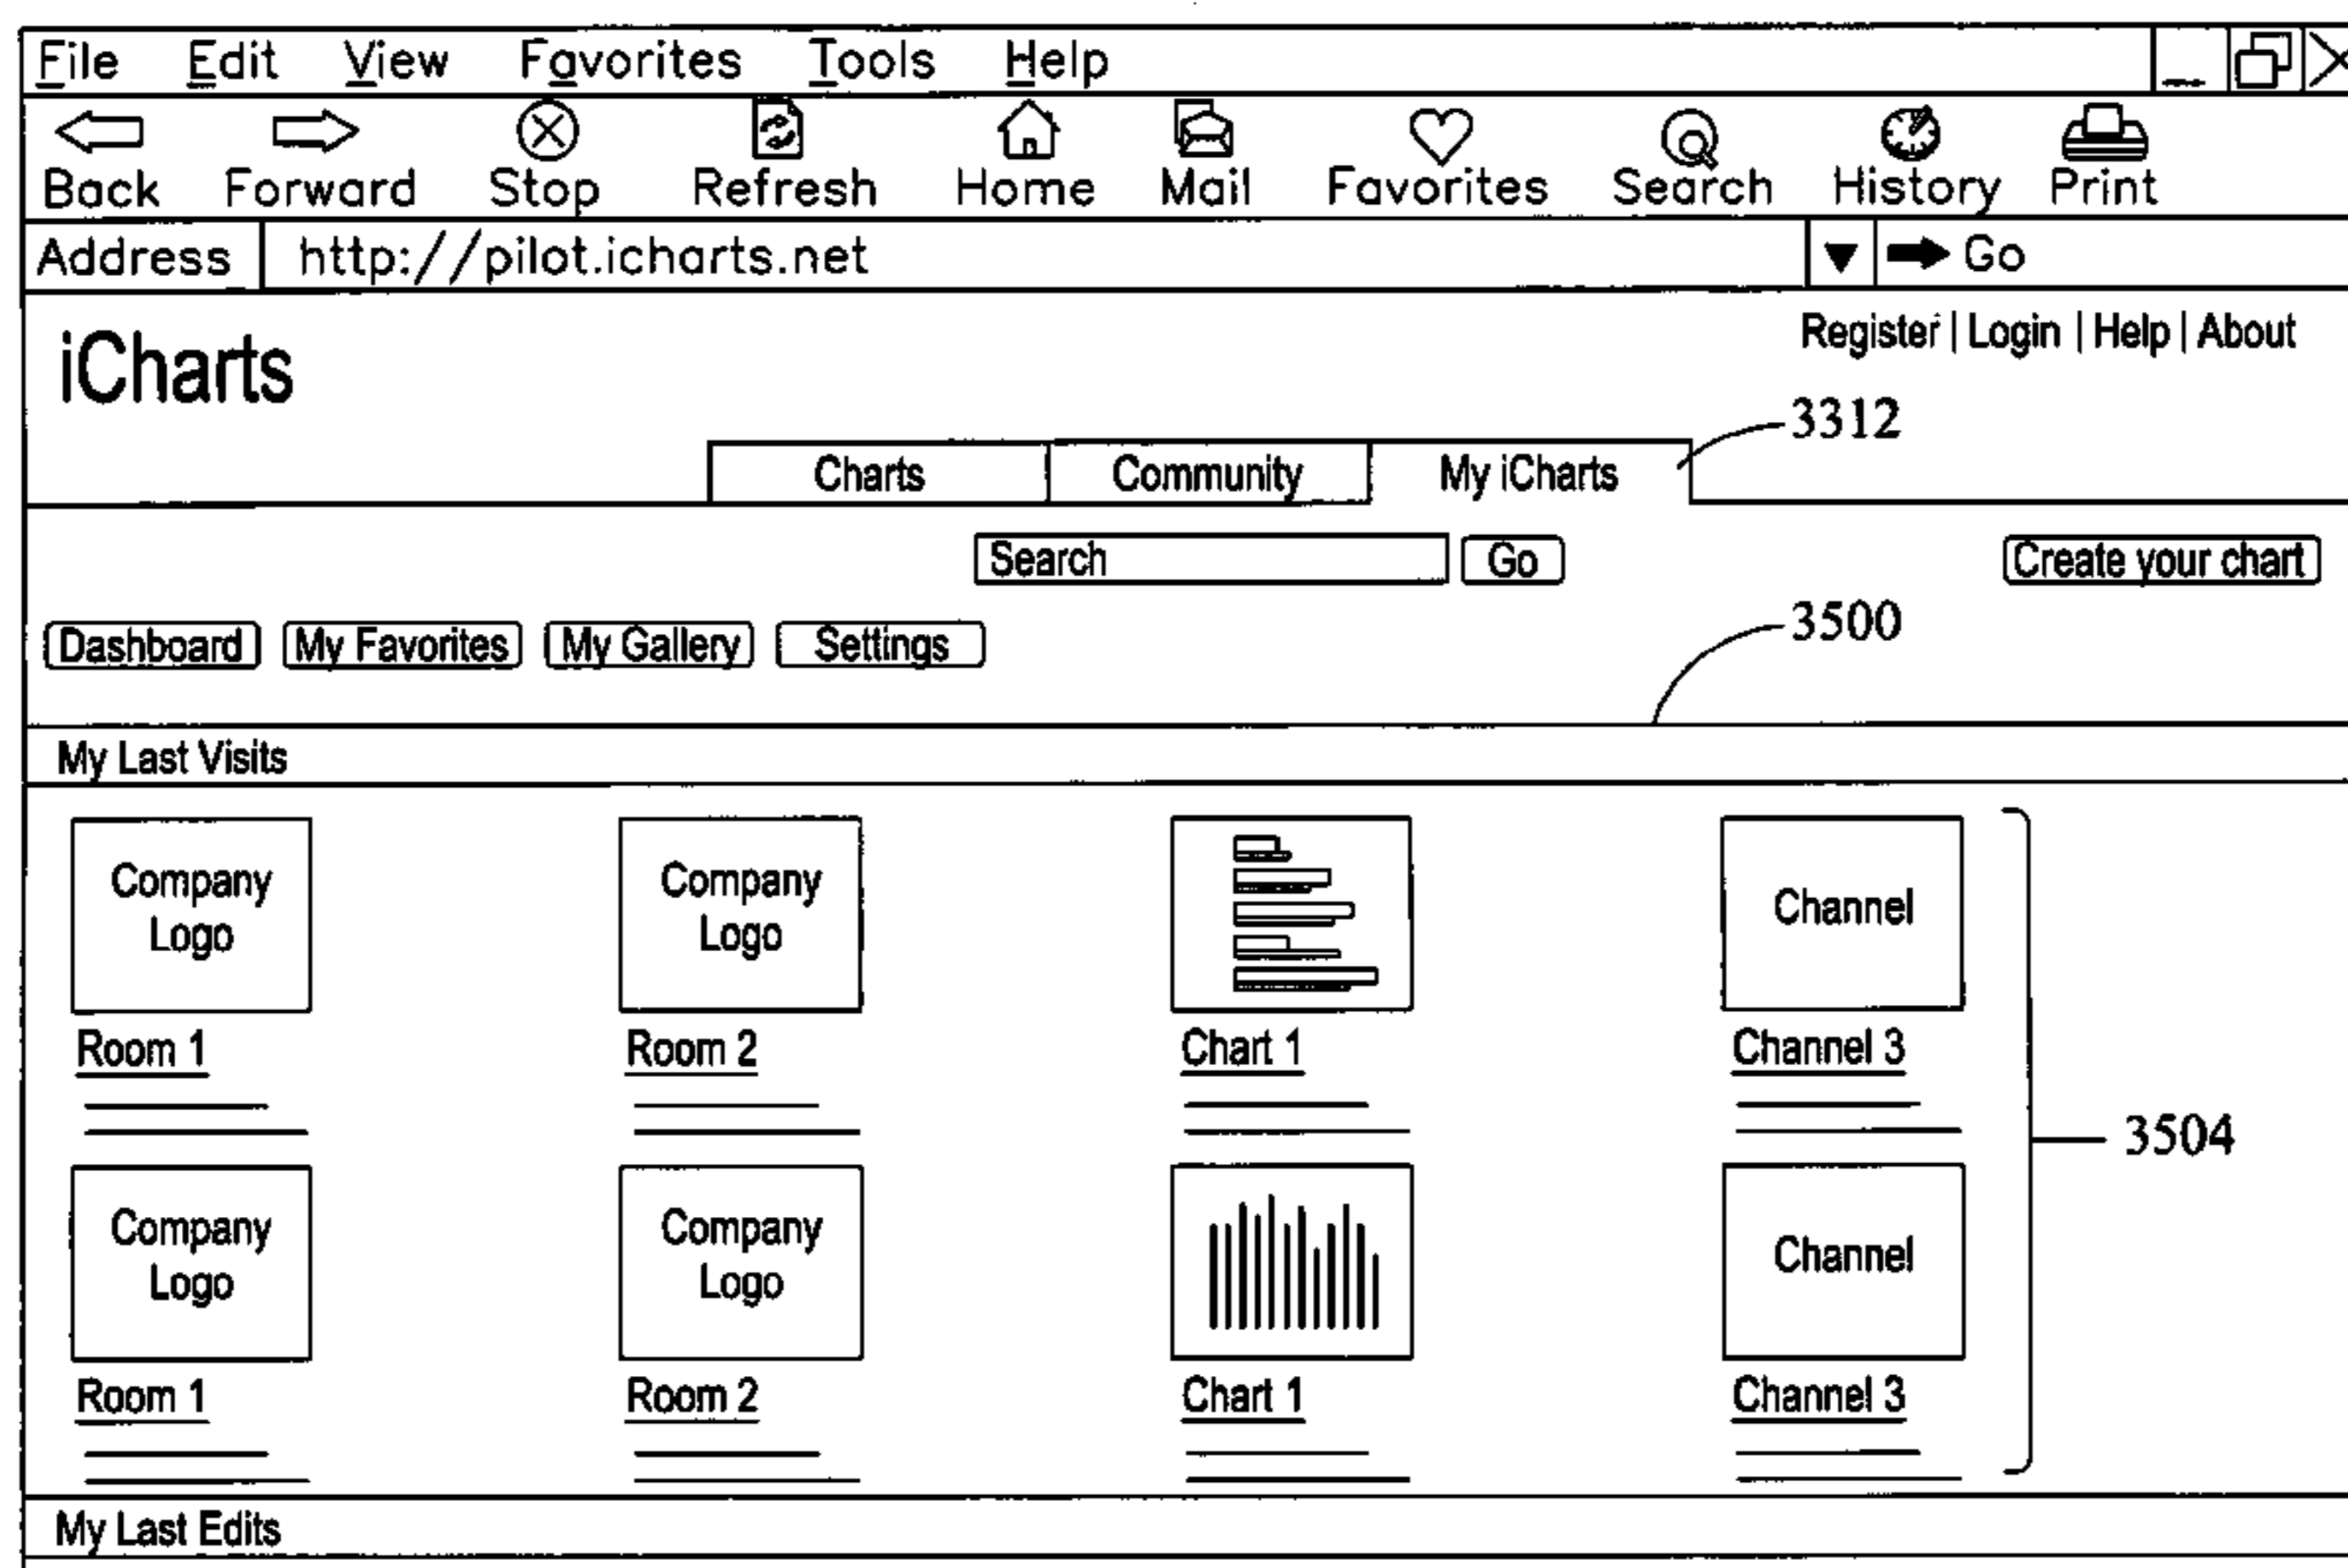 File Edit View Favorites Tools Help
Back Forward Stop Refresh Home Mail Favorites Search History Print
Address http://pilot.icharts.net Go
Register | Login | Help | About
iCharts
3312
Charts Community My iCharts
Search Go Create your chart
3500
Dashboard My Favorites My Gallery Settings
My Last Visits
Company Logo Company Logo Channel
Room 1 Room 2 Chart 1 Channel 3
3504
Company Logo Company Logo Channel
Room 1 Room 2 Chart 1 Channel 3
My Last Edits